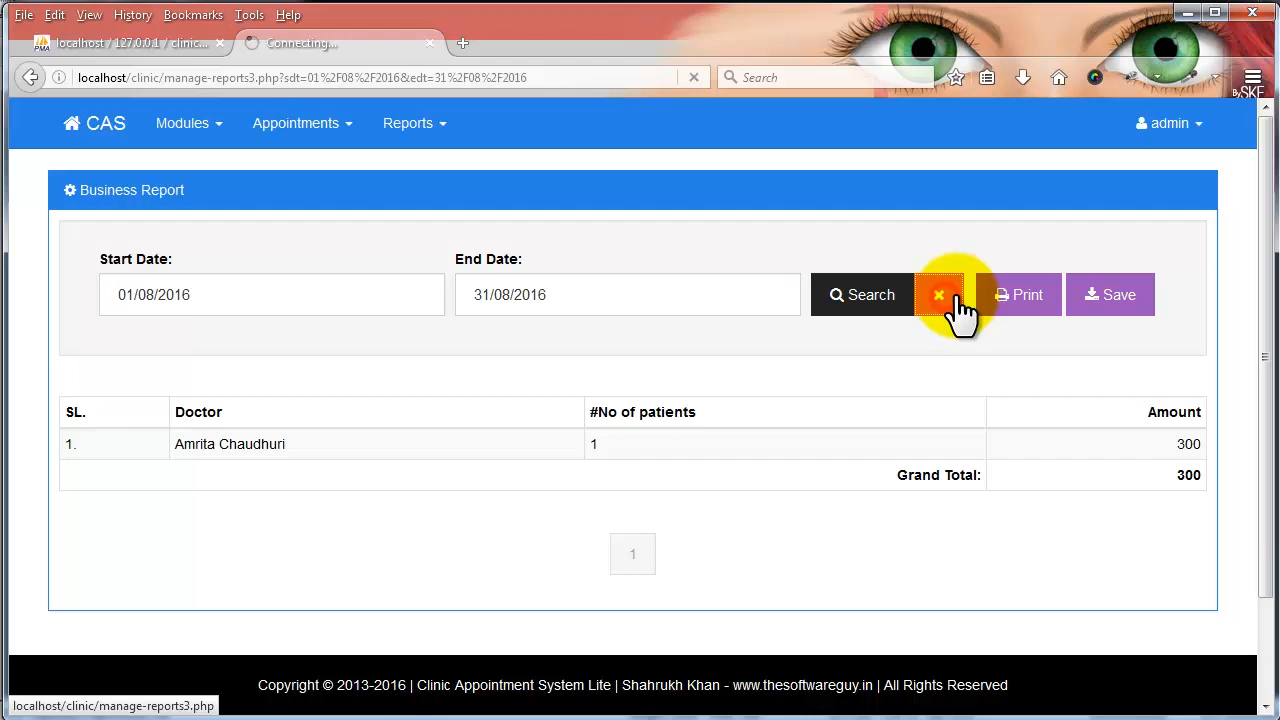 File Edit View History Bookmarks Tools Help
PMA localhost / 127.0.0.1 / clinic... Connecting...
localhost/clinic/manage-reports3.php?sdt=01%2F08%2F2016&edt=31%2F08%2F2016 Search
By SKE
CAS Modules Appointments Reports admin
Business Report
Start Date: End Date:
01/08/2016 31/08/2016 Search Print Save
SL. Doctor #No of patients Amount
1. Amrita Chaudhuri 1 300
Grand Total: 300
1
Copyright © 2013-2016 | Clinic Appointment System Lite | Shahrukh Khan - www.thesoftwareguy.in | All Rights Reserved
localhost/clinic/manage-reports3.php